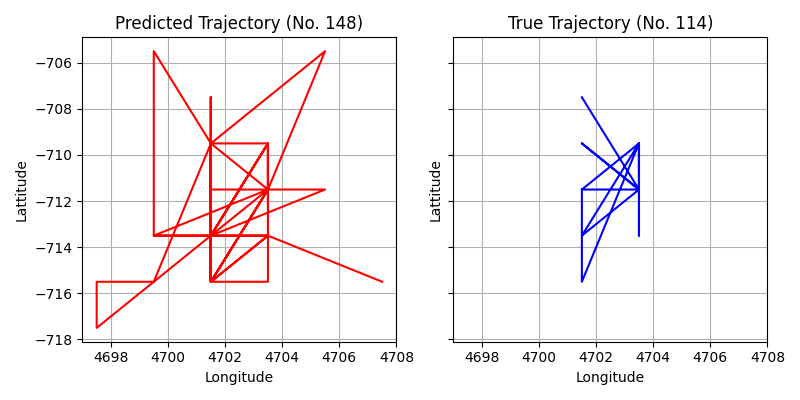 Predicted Trajectory (No. 148)
True Trajectory (No. 114)
−706
−708
−710
−712
−714
−716
−718
Lattitude
Lattitude
4698 4700 4702 4704 4706 4708
4698 4700 4702 4704 4706 4708
Longitude
Longitude